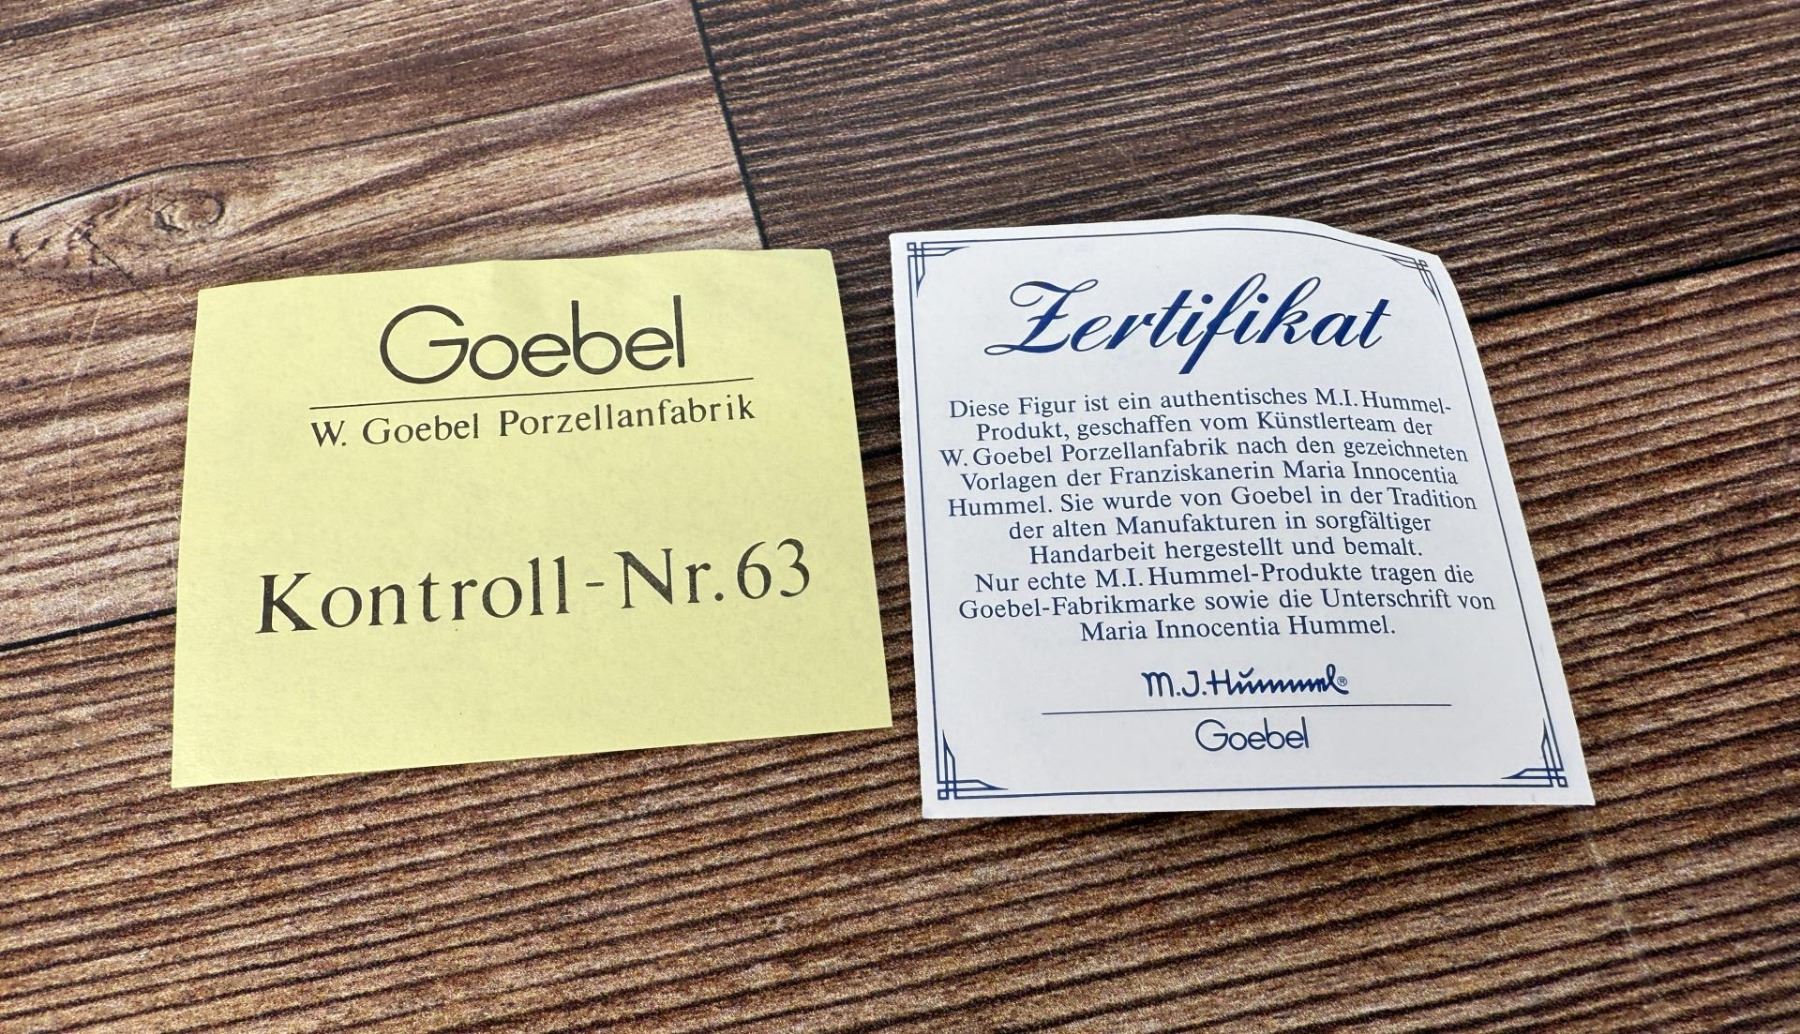 Goebel
W. Goebel Porzellanfabrik
Kontroll-Nr. 63
Zertifikat
Diese Figur ist ein authentisches M.I. Hummel-
Produkt, geschaffen vom Künstlerteam der
W. Goebel Porzellanfabrik nach den gezeichneten
Vorlagen der Franziskanerin Maria Innocentia
Hummel. Sie wurde von Goebel in der Tradition
der alten Manufakturen in sorgfältiger
Handarbeit hergestellt und bemalt.
Nur echte M.I. Hummel-Produkte tragen die
Goebel-Fabrikmarke sowie die Unterschrift von
Maria Innocentia Hummel.
M.J. Hummel®
Goebel